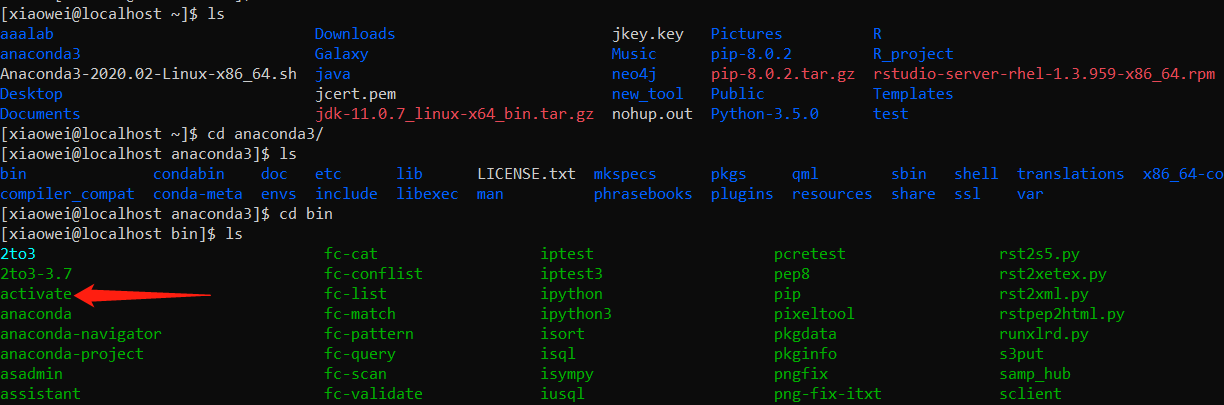 [xiaowei@localhost ~]$ ls
aaalab Downloads jkey.key Pictures R
anaconda3 Galaxy Music pip-8.0.2 R_project
Anaconda3-2020.02-Linux-x86_64.sh java neo4j pip-8.0.2.tar.gz rstudio-server-rhel-1.3.959-x86_64.rpm
Desktop jcert.pem new_tool Public Templates
Documents jdk-11.0.7_linux-x64_bin.tar.gz nohup.out Python-3.5.0 test
[xiaowei@localhost ~]$ cd anaconda3/
[xiaowei@localhost anaconda3]$ ls
bin condabin doc etc lib LICENSE.txt mkspecs pkgs qml sbin shell translations x86_64-co
compiler_compat conda-meta envs include libexec man phrasebooks plugins resources share ssl var
[xiaowei@localhost anaconda3]$ cd bin
[xiaowei@localhost bin]$ ls
2to3 fc-cat iptest pcretest rst2s5.py
2to3-3.7 fc-conflist iptest3 pep8 rst2xetex.py
activate fc-list ipython pip rst2xml.py
anaconda fc-match ipython3 pixeltool rstpep2html.py
anaconda-navigator fc-pattern isort pkgdata runxlrd.py
anaconda-project fc-query isql pkginfo s3put
asadmin fc-scan isympy pngfix samp_hub
assistant fc-validate iusql png-fix-itxt sclient